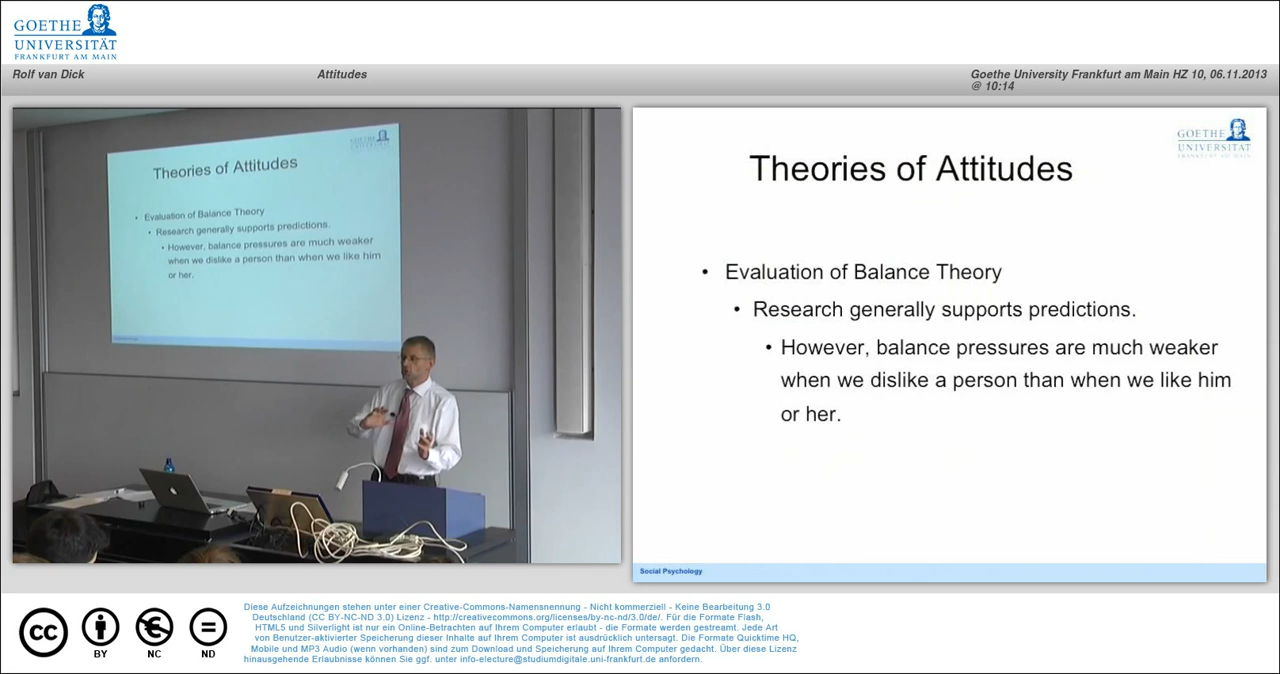 GOETHE
UNIVERSITÄT
FRANKFURT AM MAIN
Rolf van Dick
Attitudes
Goethe University Frankfurt am Main HZ 10, 06.11.2013
@ 10:14
GOETHE
UNIVERSITÄT
Theories of Attitudes
• Evaluation of Balance Theory
• Research generally supports predictions.
• However, balance pressures are much weaker
when we dislike a person than when we like him
or her.
GOETHE
UNIVERSITÄT
FRANKFURT AM MAIN
Theories of Attitudes
• Evaluation of Balance Theory
• Research generally supports predictions.
• However, balance pressures are much weaker
when we dislike a person than when we like him
or her.
Social Psychology
cc
BY
NC
ND
Diese Aufzeichnungen stehen unter einer Creative-Commons-Namensnennung - Nicht kommerziell - Keine Bearbeitung 3.0
Deutschland (CC BY-NC-ND 3.0) Lizenz - http://creativecommons.org/licenses/by-nc-nd/3.0/de/. Für die Formate Flash,
HTML5 und Silverlight ist nur ein Online-Betrachten auf Ihrem Computer erlaubt - die Formate werden gestreamt. Jede Art
von Benutzer-aktivierter Speicherung dieser Inhalte auf Ihrem Computer ist ausdrücklich untersagt. Die Formate Quicktime HQ,
Mobile und MP3 Audio (wenn vorhanden) sind zum Download und Speicherung auf Ihrem Computer gedacht. Über diese Lizenz
hinausgehende Erlaubnisse können Sie ggf. unter info-electure@studiumdigitale.uni-frankfurt.de anfordern.